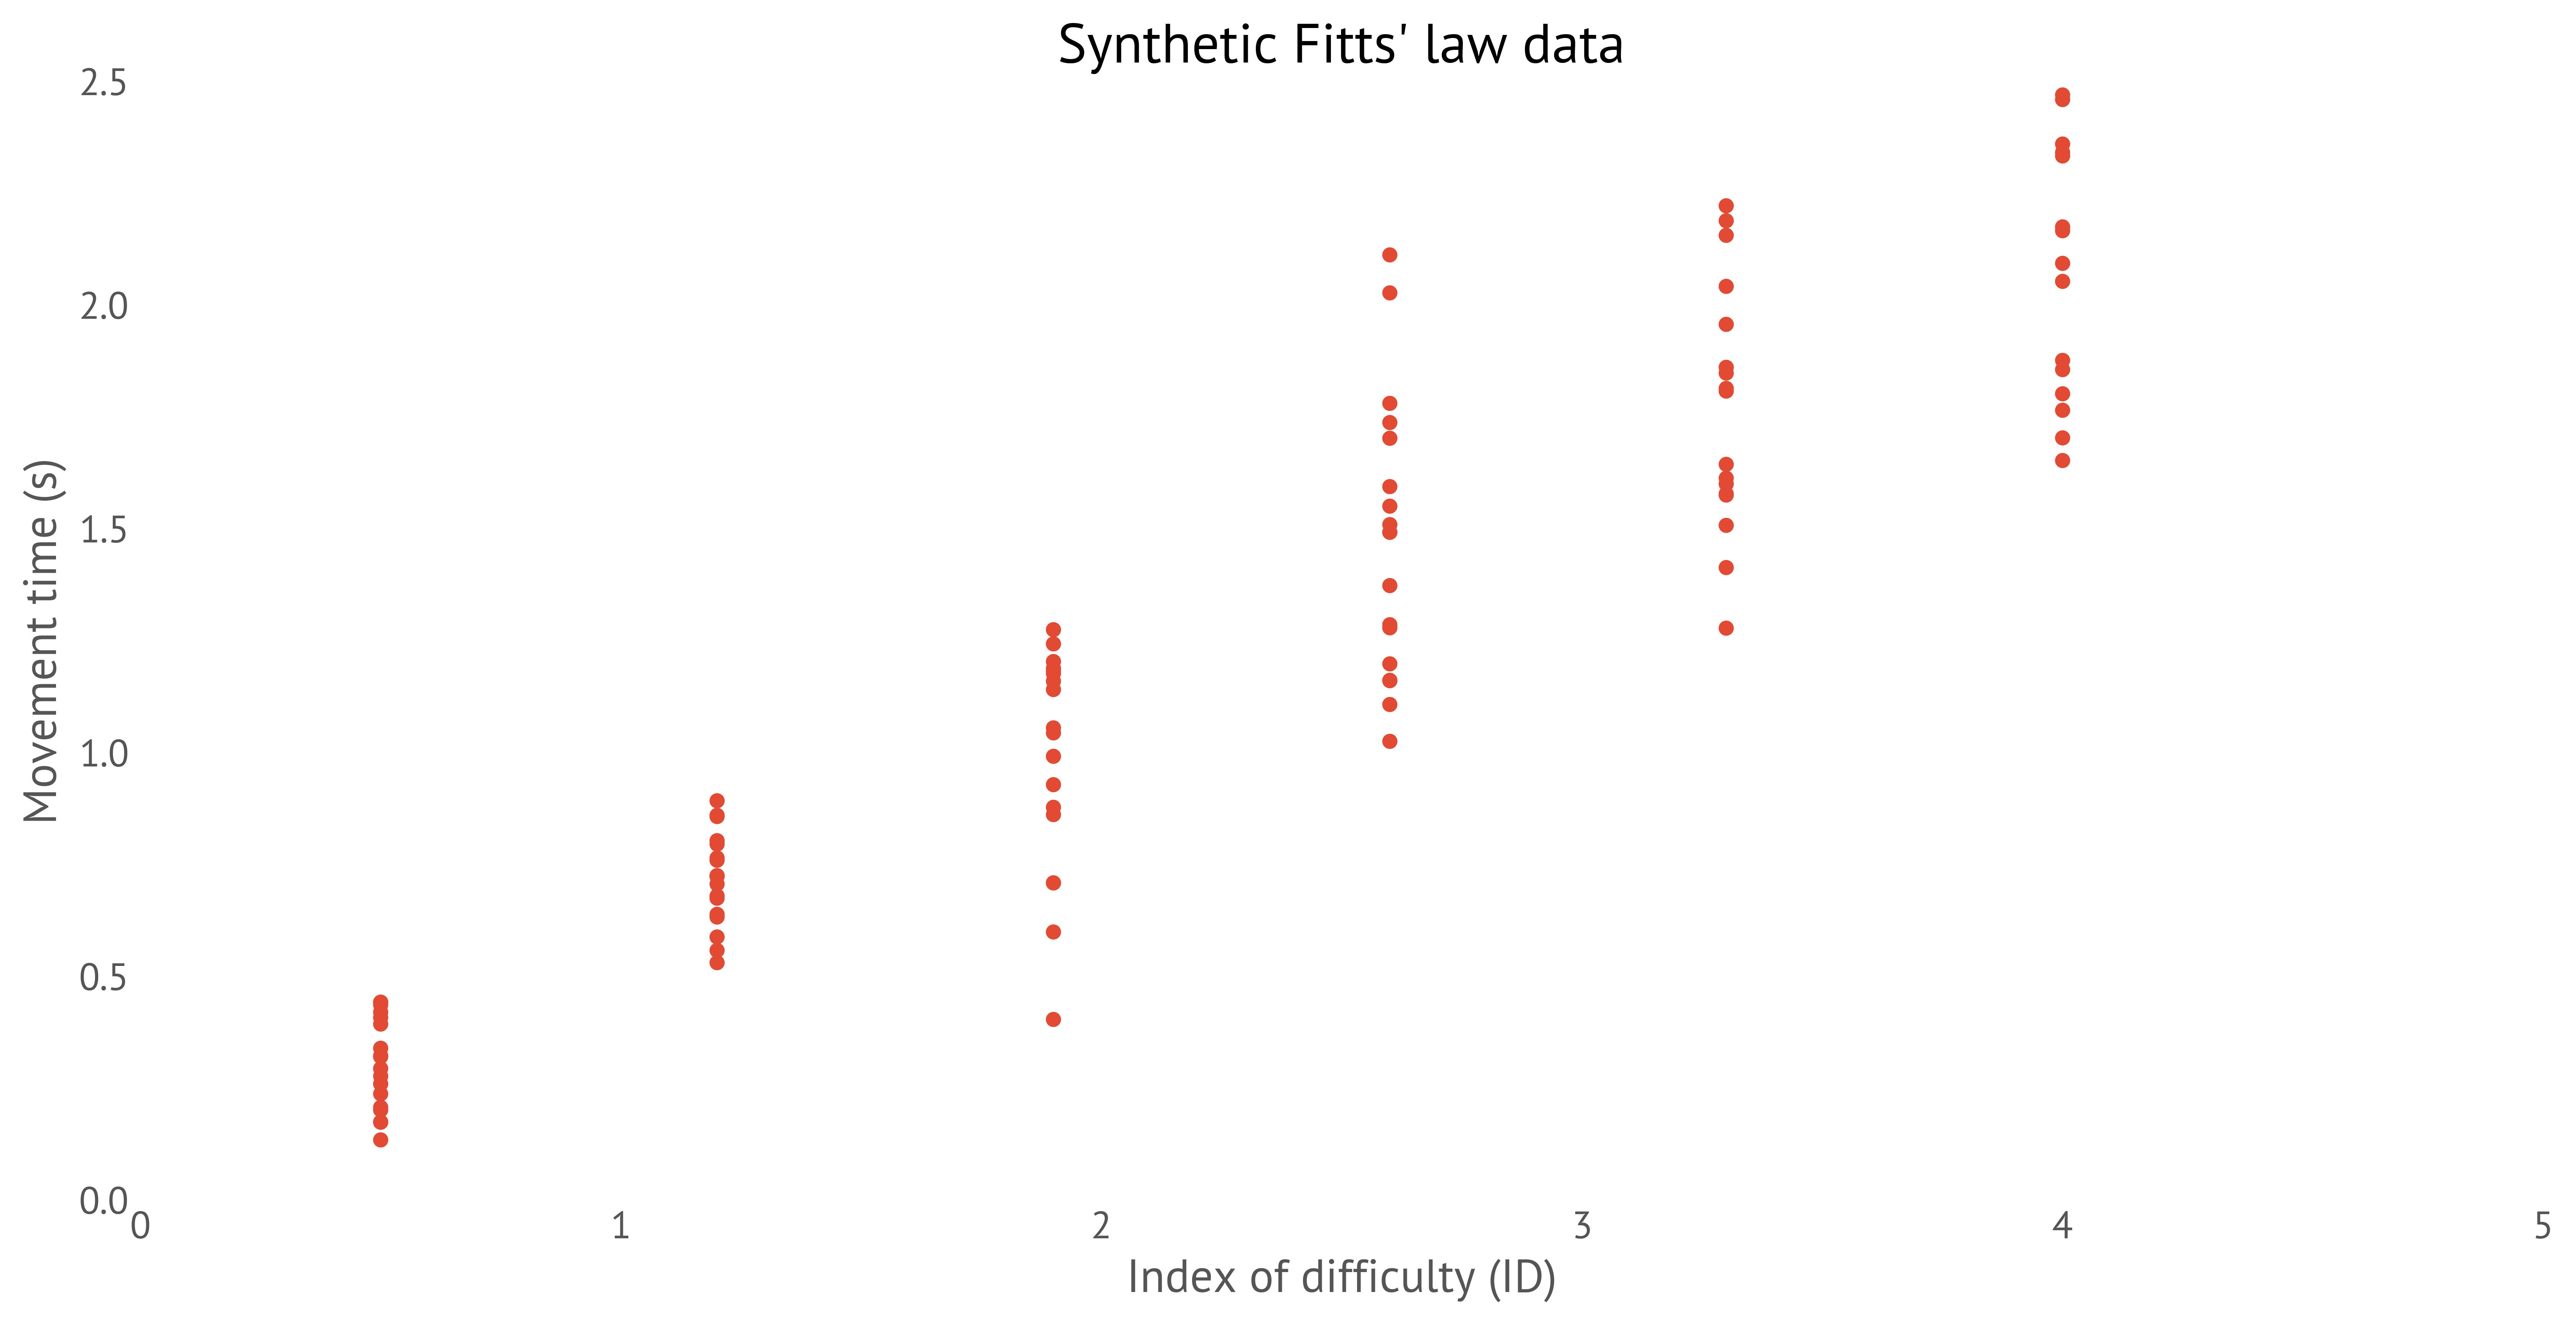 Synthetic Fitts' law data
2.5
2.0
1.5
1.0
0.5
0.0
Movement time (s)
0 1 2 3 4 5
Index of difficulty (ID)